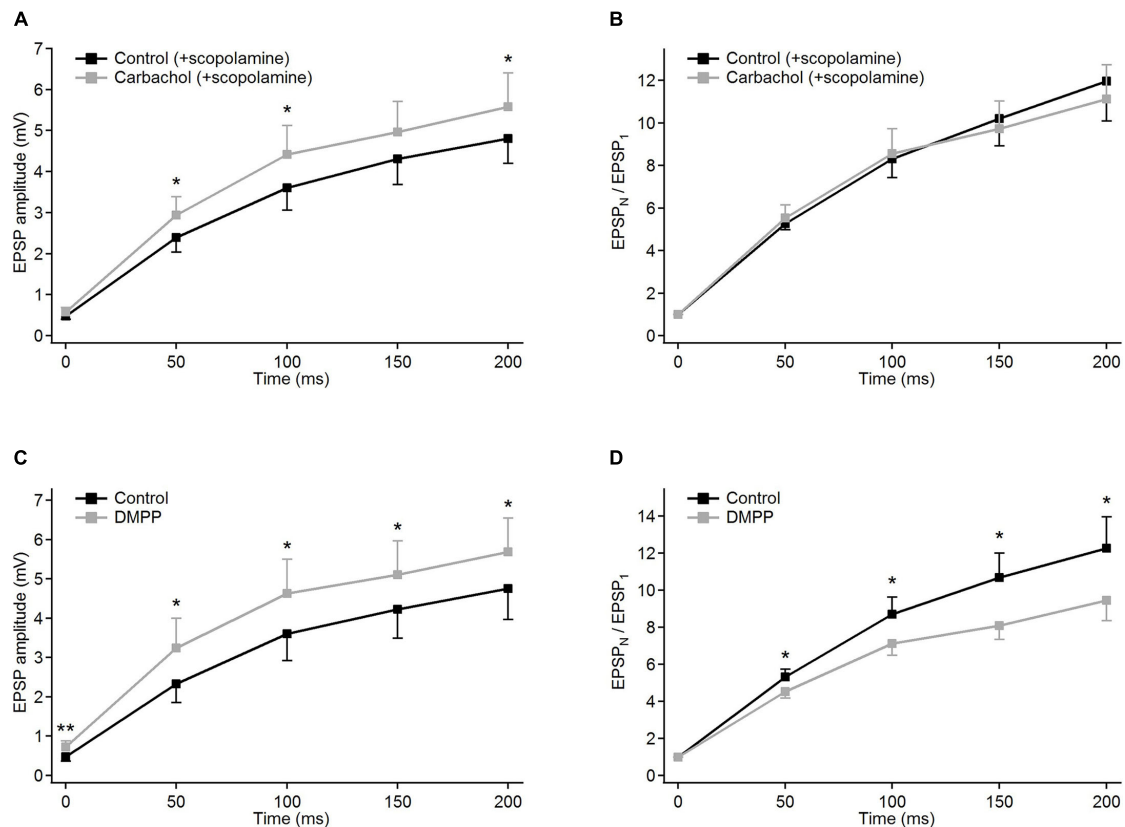 A
Control (+scopolamine)
Carbachol (+scopolamine)
EPSP amplitude (mV)
7
6
5
4
3
2
1
0
*
*
*
0 50 100 150 200
Time (ms)
B
Control (+scopolamine)
Carbachol (+scopolamine)
EPSPN / EPSP1
12
10
8
6
4
2
0
0 50 100 150 200
Time (ms)
C
Control
DMPP
EPSP amplitude (mV)
7
6
5
4
3
2
1
0
**
*
*
*
*
0 50 100 150 200
Time (ms)
D
Control
DMPP
EPSPN / EPSP1
14
12
10
8
6
4
2
0
*
*
*
*
0 50 100 150 200
Time (ms)